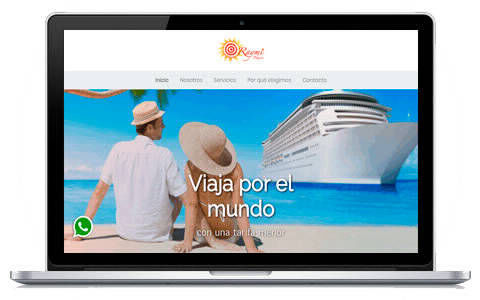 Raymi
Inicio Nosotros Servicios Por qué elegirnos Contacto
Viaja por el
mundo
con una tarifa menor